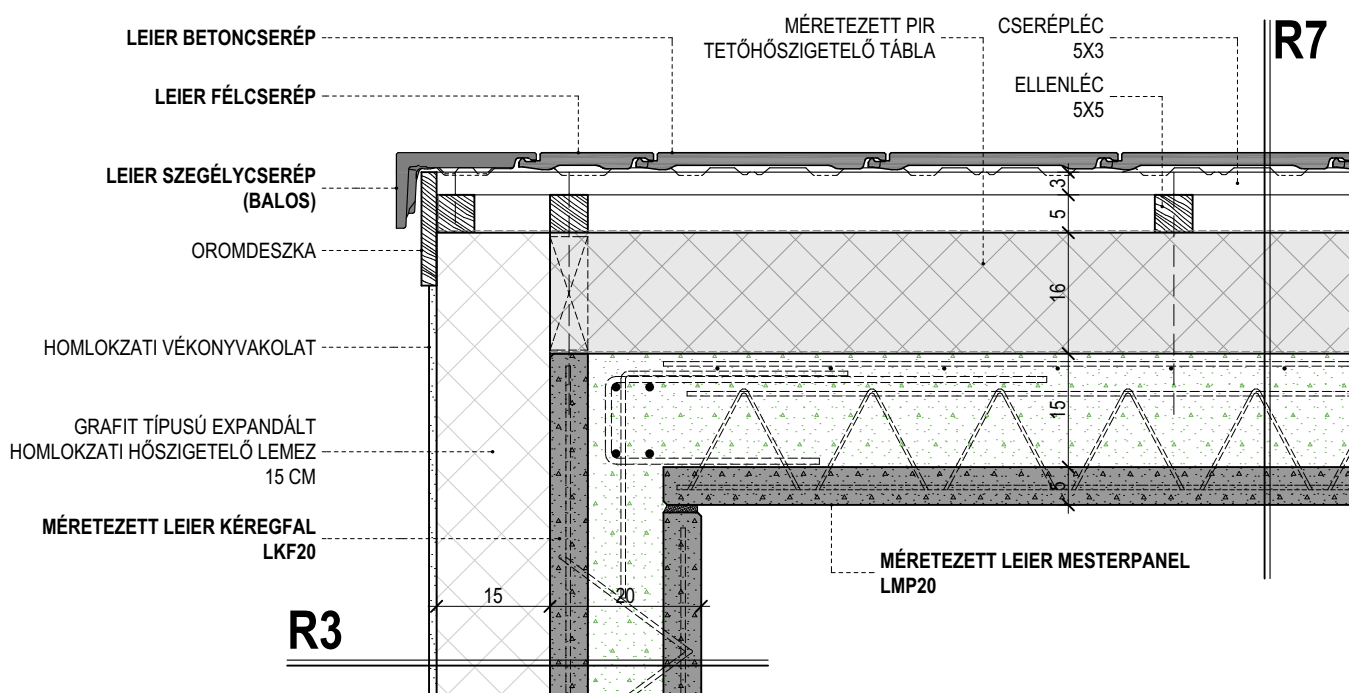 LEIER BETONCSERÉP
LEIER FÉLCSERÉP
LEIER SZEGÉLYCSERÉP
(BALOS)
OROMDESZKA
HOMLOKZATI VÉKONYVAKOLAT
GRAFIT TÍPUSÚ EXPANDÁLT
HOMLOKZATI HŐSZIGETELŐ LEMEZ
15 CM
MÉRETEZETT LEIER KÉREGFAL
LKF20
MÉRETEZETT PIR
TETŐHŐSZIGETELŐ TÁBLA
CSERÉPLÉC
5X3
ELLENLÉC
5X5
R7
3
5
16
15
5
MÉRETEZETT LEIER MESTERPANEL
LMP20
15
20
R3